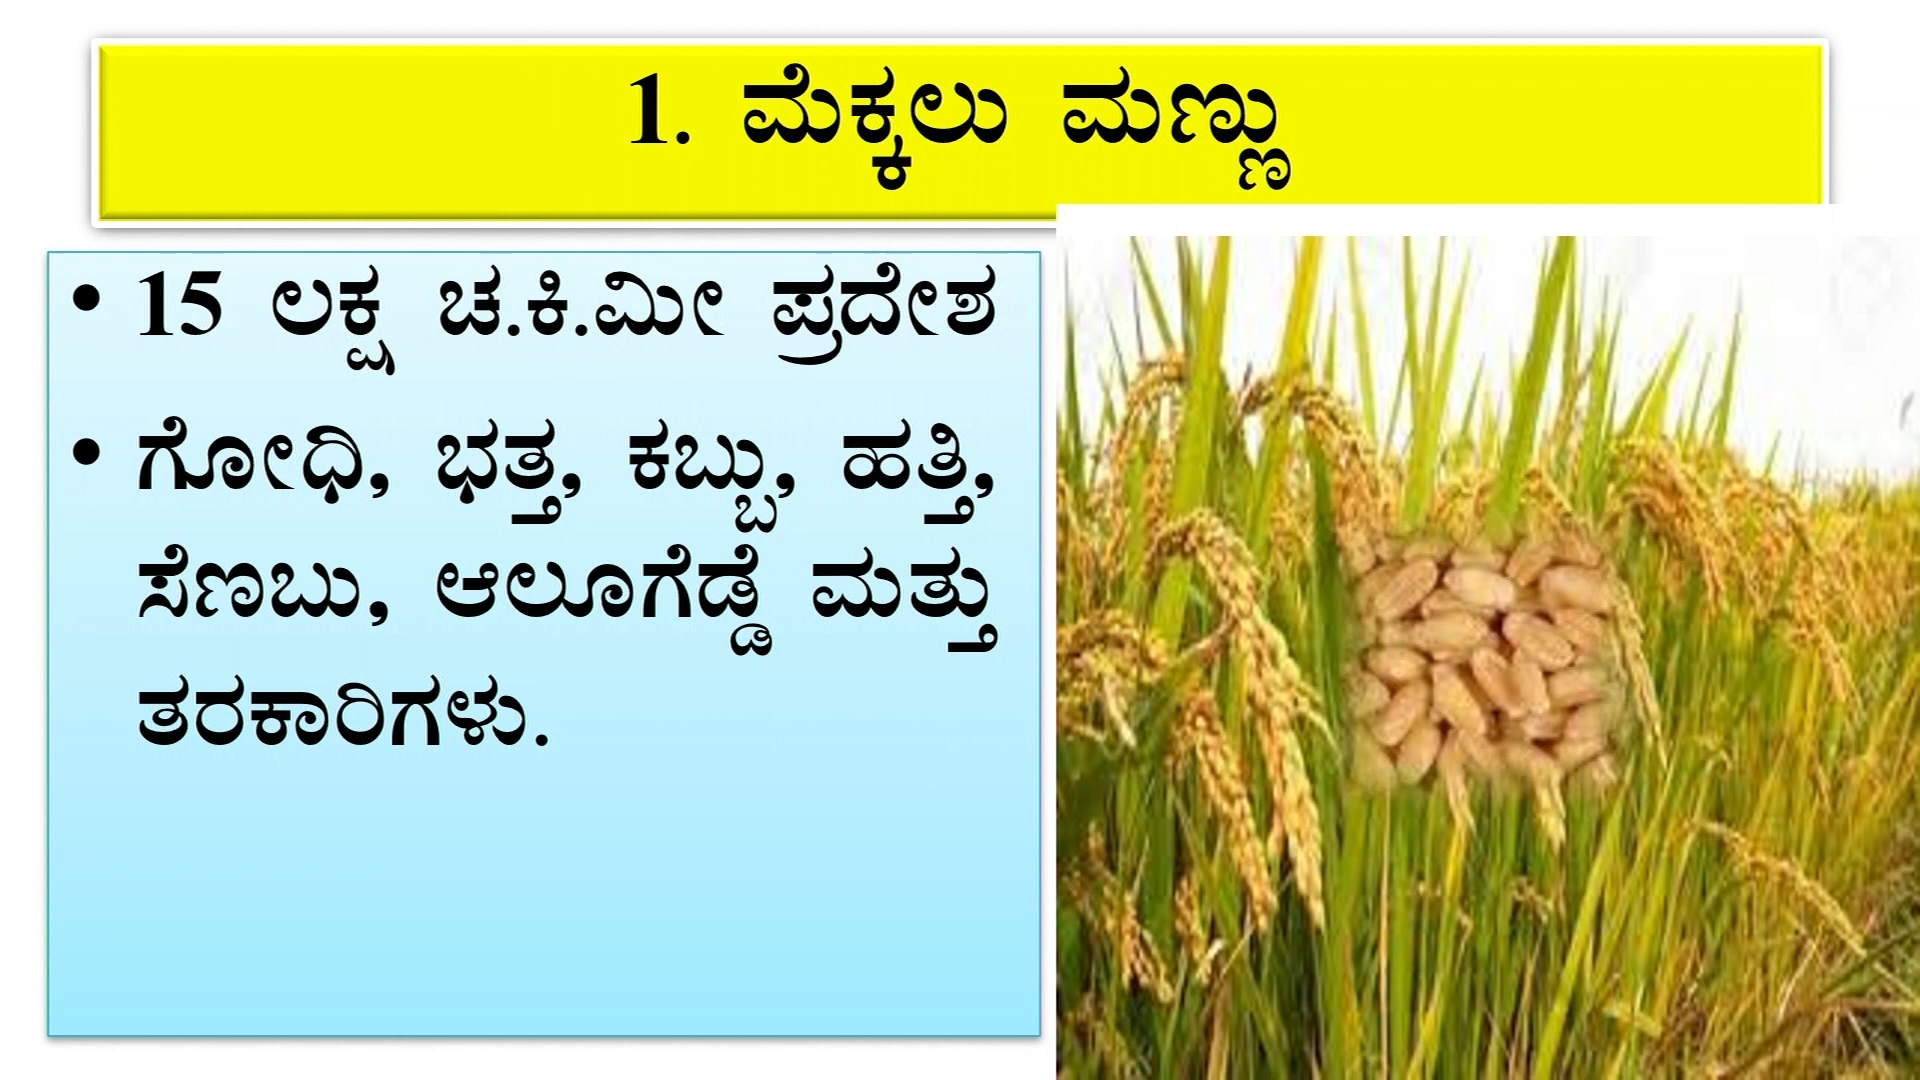 1. ಮೆಕ್ಕಲು ಮಣ್ಣು
• 15 ಲಕ್ಷ ಚ.ಕಿ.ಮೀ ಪ್ರದೇಶ
• ಗೋಧಿ, ಭತ್ತ, ಕಬ್ಬು, ಹತ್ತಿ,
ಸೆಣಬು, ಆಲೂಗೆಡ್ಡೆ ಮತ್ತು
ತರಕಾರಿಗಳು.